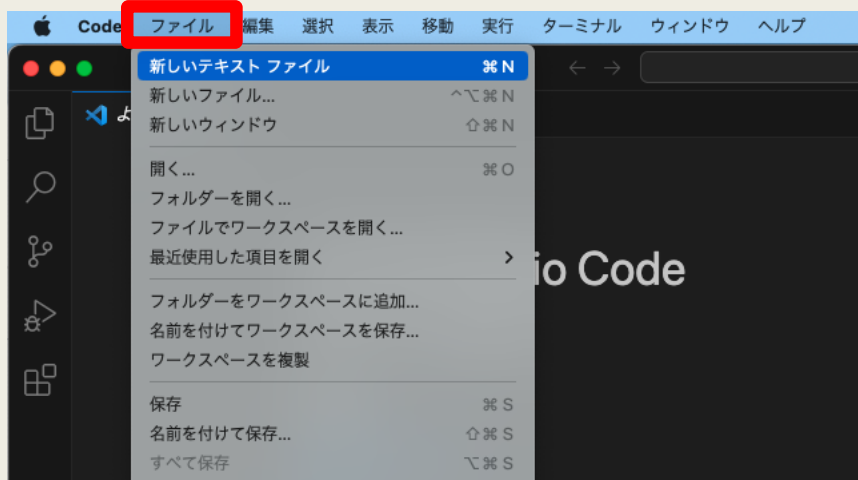 Code ファイル 編集 選択 表示 移動 実行 ターミナル ウィンドウ ヘルプ
新しいテキスト ファイル ⌘N
よ
新しいファイル... ^⌥⌘N
新しいウィンドウ ⇧⌘N
開く... ⌘O
フォルダーを開く...
ファイルでワークスペースを開く...
最近使用した項目を開く
io Code
フォルダーをワークスペースに追加...
名前を付けてワークスペースを保存...
ワークスペースを複製
保存 ⌘S
名前を付けて保存... ⇧⌘S
すべて保存 ⌥⌘S